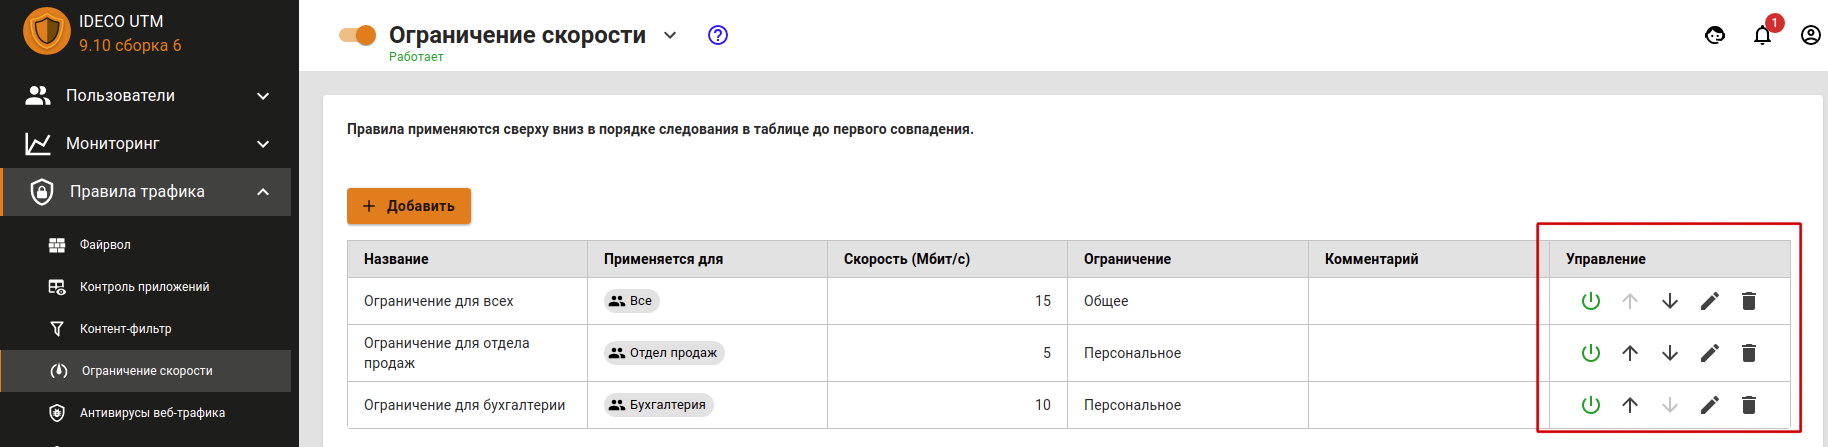 IDECO UTM
9.10 сборка 6
Пользователи
Мониторинг
Правила трафика
Файрвол
Контроль приложений
Контент-фильтр
Ограничение скорости
Антивирусы веб-трафика
Ограничение скорости
Работает
1
Правила применяются сверху вниз в порядке следования в таблице до первого совпадения.
+ Добавить
Название Применяется для Скорость (Мбит/с) Ограничение Комментарий Управление
Ограничение для всех Все 15 Общее
Ограничение для отдела
продаж Отдел продаж 5 Персональное
Ограничение для бухгалтерии Бухгалтерия 10 Персональное